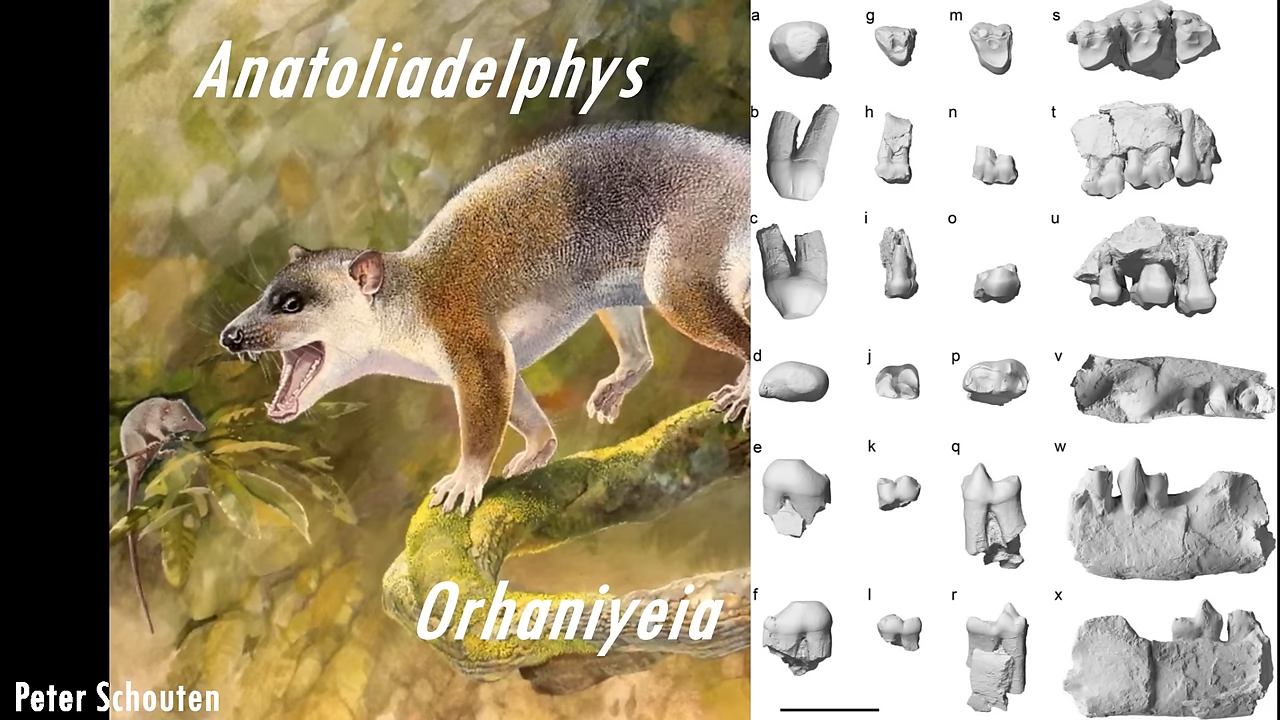 Anatoliadelphys
Orhaniyeia
Peter Schouten
a g m s
b h n t
c i o u
d j p v
e k q w
f l r x